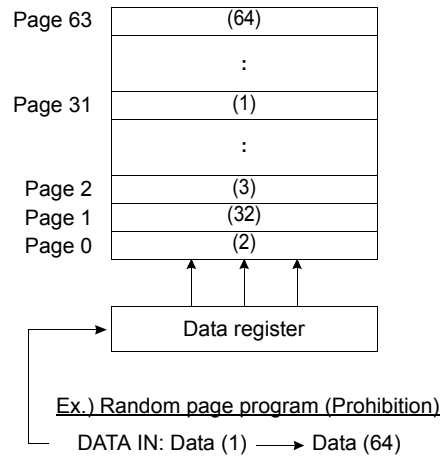 Page 63 (64)
:
Page 31 (1)
:
Page 2 (3)
Page 1 (32)
Page 0 (2)
Data register
Ex.) Random page program (Prohibition)
DATA IN: Data (1) Data (64)